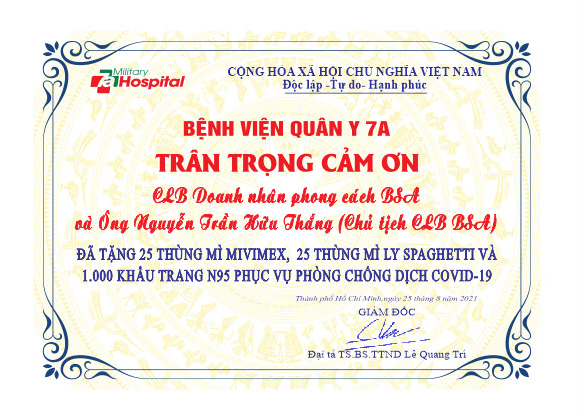 Military
7a Hospital
CỘNG HÒA XÃ HỘI CHỦ NGHĨA VIỆT NAM
Độc lập -Tự do- Hạnh phúc
BỆNH VIỆN QUÂN Y 7A
TRÂN TRỌNG CẢM ƠN
CLB Doanh nhân phong cách BSA
và Ông Nguyễn Trần Hữu Thắng (Chủ tịch CLB BSA)
ĐÃ TẶNG 25 THÙNG MÌ MIVIMEX, 25 THÙNG MÌ LY SPAGHETTI VÀ
1.000 KHẨU TRANG N95 PHỤC VỤ PHÒNG CHỐNG DỊCH COVID-19
Thành phố Hồ Chí Minh,ngày 25 tháng 8 năm 2021
GIÁM ĐỐC
Đại tá TS.BS.TTND Lê Quang Trí